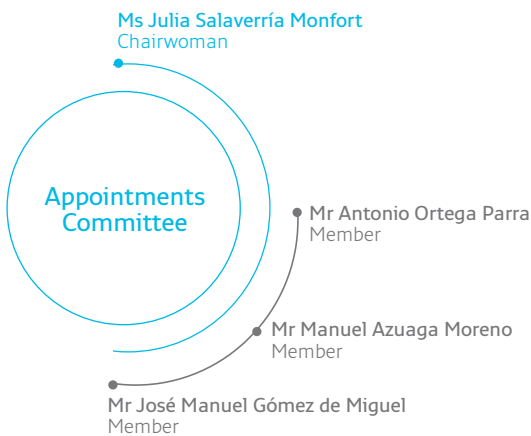 Ms Julia Salaverría Monfort
Chairwoman
Appointments
Committee
Mr Antonio Ortega Parra
Member
Mr Manuel Azuaga Moreno
Member
Mr José Manuel Gómez de Miguel
Member